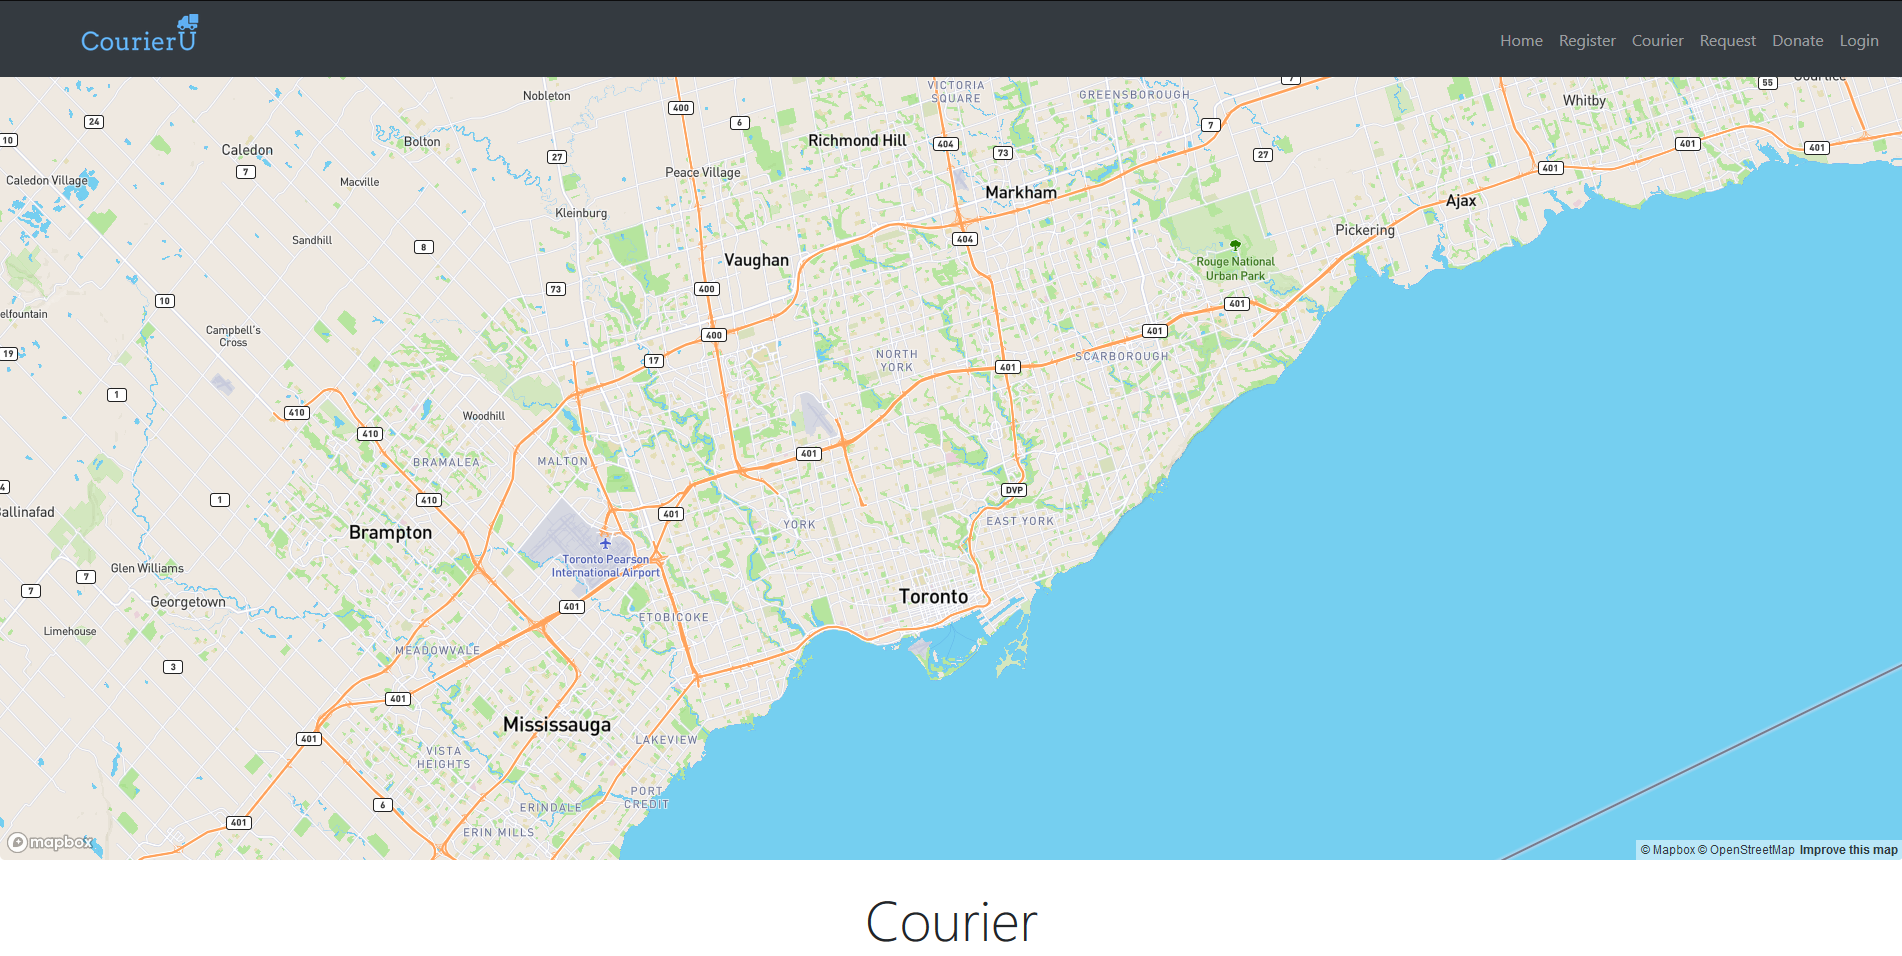 CourierU
Home Register Courier Request Donate Login
VICTORIA
SQUARE
GREENSBOROUGH
7
55
Courtice
Nobleton
400
6
Whitby
24
10
Bolton
Richmond Hill
404
73
7
27
401
401
Caledon
7
27
Peace Village
401
Caledon Village
Macville
Markham
Ajax
Kleinburg
Sandhill
8
404
Pickering
Vaughan
Rouge National
Urban Park
73
400
10
401
elfountain
Campbell's
Cross
400
401
19
17
NORTH
YORK
SCARBOROUGH
401
1
410
Woodhill
410
401
BRAMALEA
MALTON
4
1
410
DVP
allinafad
401
YORK
EAST YORK
Brampton
Toronto Pearson
International Airport
Glen Williams
7
7
Georgetown
401
Toronto
ETOBICOKE
Limehouse
MEADOWVALE
3
401
Mississauga
401
LAKEVIEW
VISTA
HEIGHTS
PORT
CREDIT
6
ERINDALE
401
ERIN MILLS
mapbox
© Mapbox © OpenStreetMap Improve this map
Courier